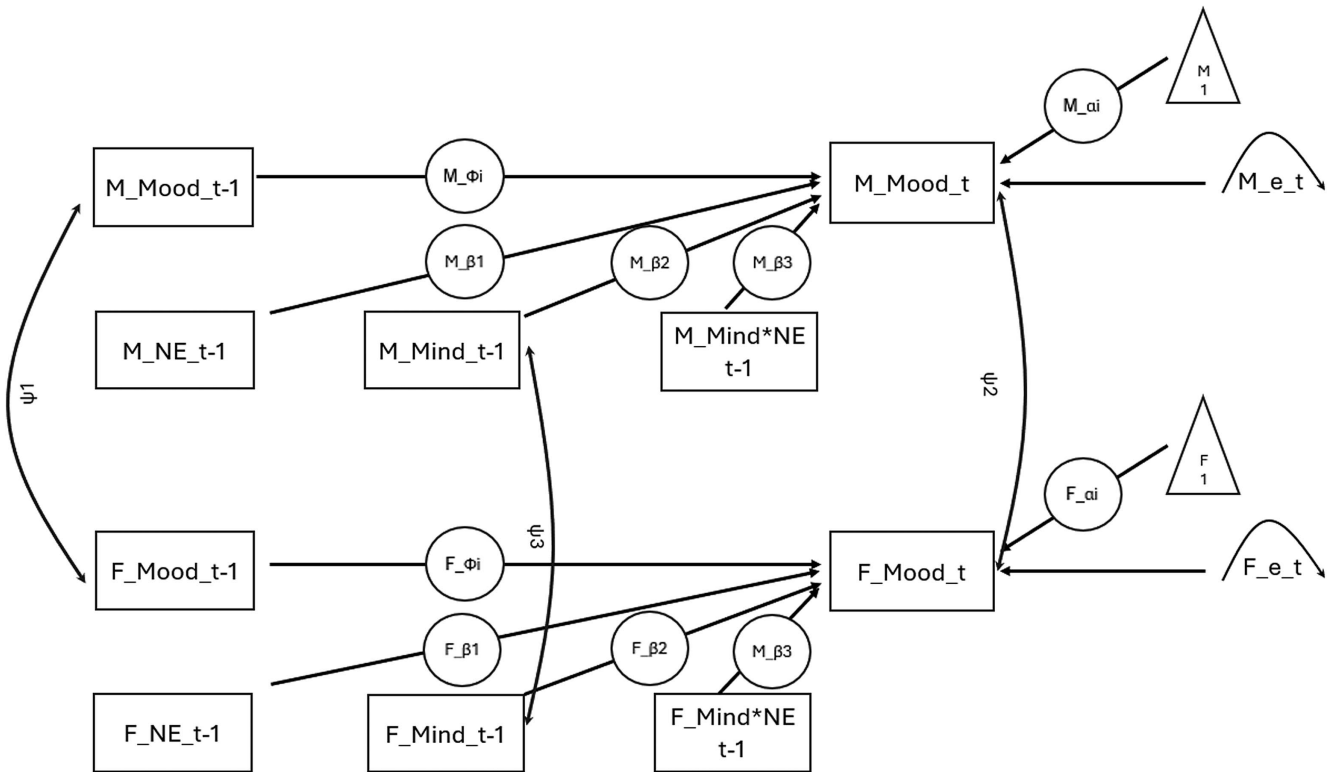 M
1
M_αi
M_Mood_t-1
M_Φi
M_Mood_t
M_e_t
M_β1
M_β2
M_β3
M_NE_t-1
M_Mind_t-1
M_Mind*NE
t-1
ψ1
ψ2
F
1
F_αi
ψ3
F_Mood_t-1
F_Φi
F_Mood_t
F_e_t
F_β1
F_β2
M_β3
F_NE_t-1
F_Mind_t-1
F_Mind*NE
t-1